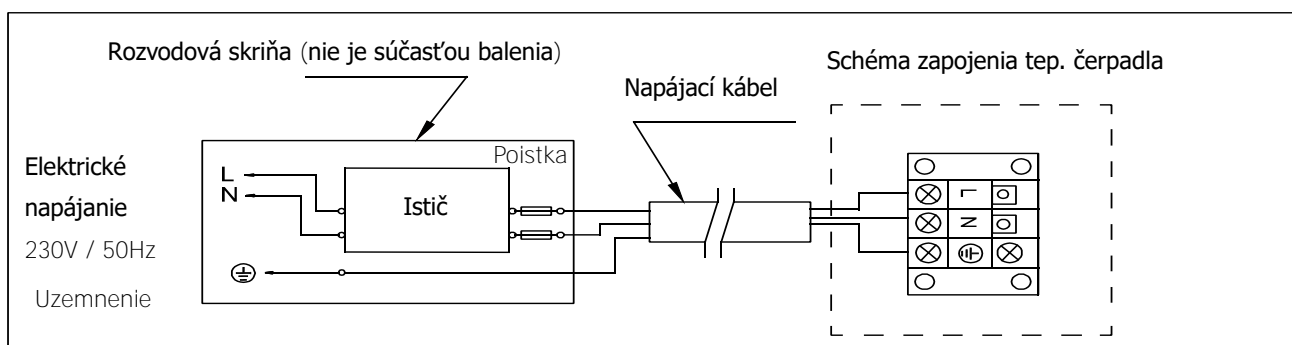 Rozvodová skriňa (nie je súčasťou balenia)
Schéma zapojenia tep. čerpadla
Napájací kábel
Elektrické
napájanie
230V / 50Hz
Uzemnenie
Poistka
L
N
Istič
L
N